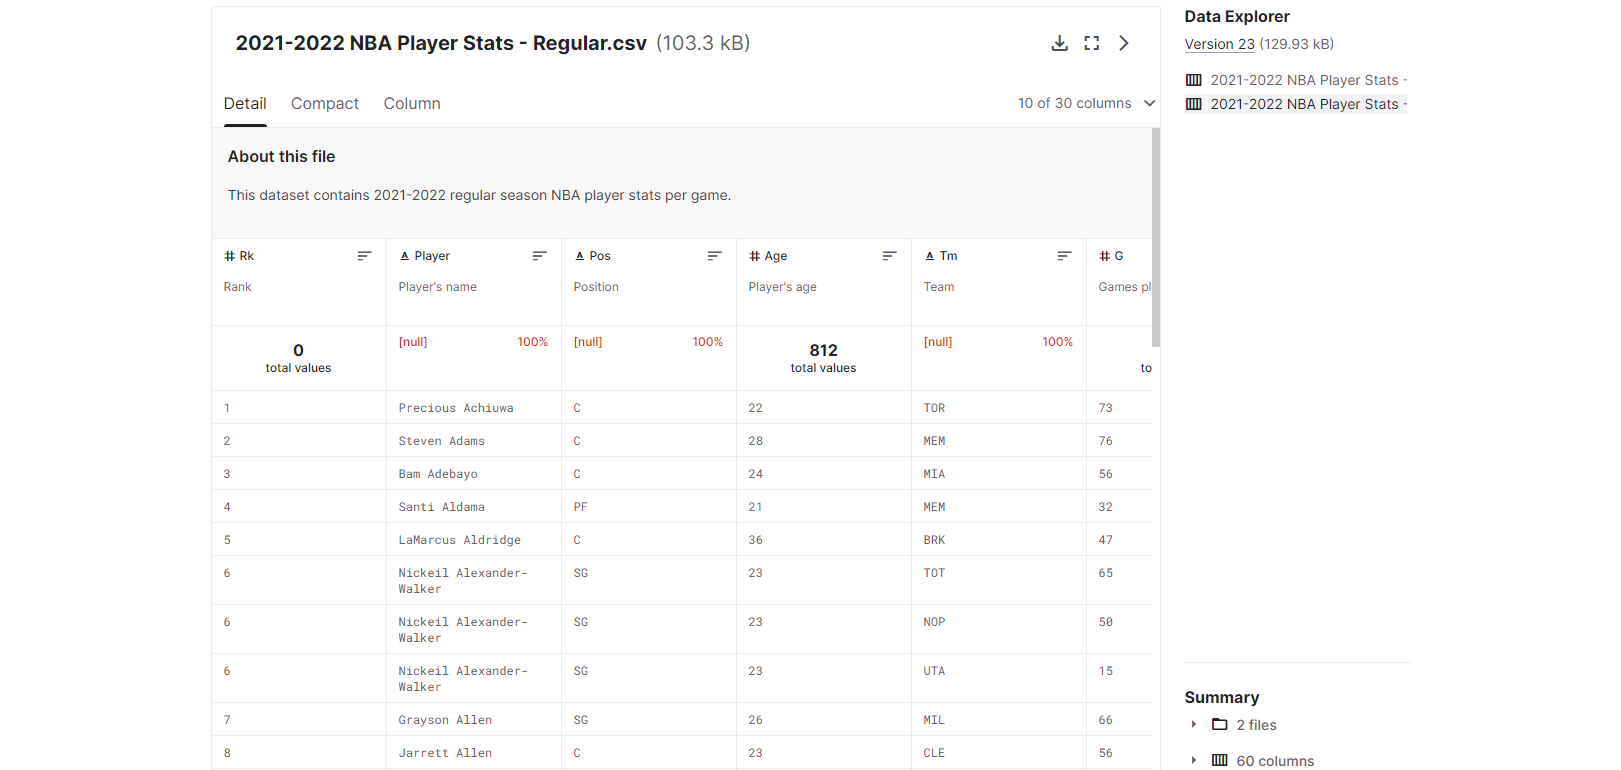 2021-2022 NBA Player Stats - Regular.csv (103.3 kB)
Detail Compact Column
10 of 30 columns
About this file
This dataset contains 2021-2022 regular season NBA player stats per game.
Rk Player Pos Age Tm G
Rank Player's name Position Player's age Team Games pl
0 [null] 100% [null] 100% 812 [null] 100%
total values total values to
1 Precious Achiuwa C 22 TOR 73
2 Steven Adams C 28 MEM 76
3 Bam Adebayo C 24 MIA 56
4 Santi Aldama PF 21 MEM 32
5 LaMarcus Aldridge C 36 BRK 47
6 Nickeil Alexander- SG 23 TOT 65
Walker
6 Nickeil Alexander- SG 23 NOP 50
Walker
6 Nickeil Alexander- SG 23 UTA 15
Walker
7 Grayson Allen SG 26 MIL 66
8 Jarrett Allen C 23 CLE 56
Data Explorer
Version 23 (129.93 kB)
2021-2022 NBA Player Stats -
2021-2022 NBA Player Stats -
Summary
2 files
60 columns